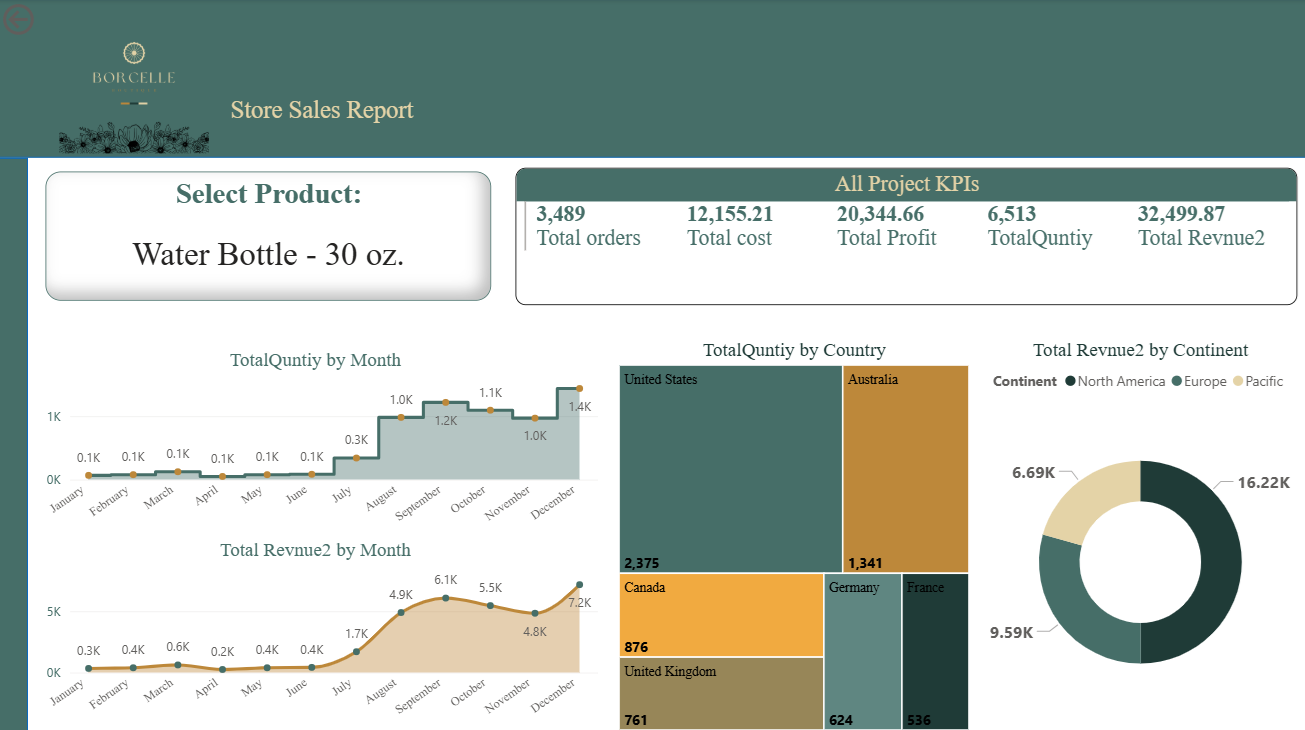 BORCELLE
Store Sales Report
Select Product:
Water Bottle - 30 oz.
All Project KPIs
3,489 12,155.21 20,344.66 6,513 32,499.87
Total orders Total cost Total Profit TotalQuntiy Total Revnue2
TotalQuntiy by Month
1K
0K
0.1K 0.1K 0.1K 0.1K 0.1K 0.1K 0.3K 1.0K 1.2K 1.1K 1.0K 1.4K
January February March April May June July August September October November December
Total Revnue2 by Month
5K
0K
0.3K 0.4K 0.6K 0.2K 0.4K 0.4K 1.7K 4.9K 6.1K 5.5K 4.8K 7.2K
January February March April May June July August September October November December
TotalQuntiy by Country
United States
2,375
Australia
1,341
Canada
876
United Kingdom
761
Germany
624
France
536
Total Revnue2 by Continent
Continent North America Europe Pacific
6.69K
16.22K
9.59K